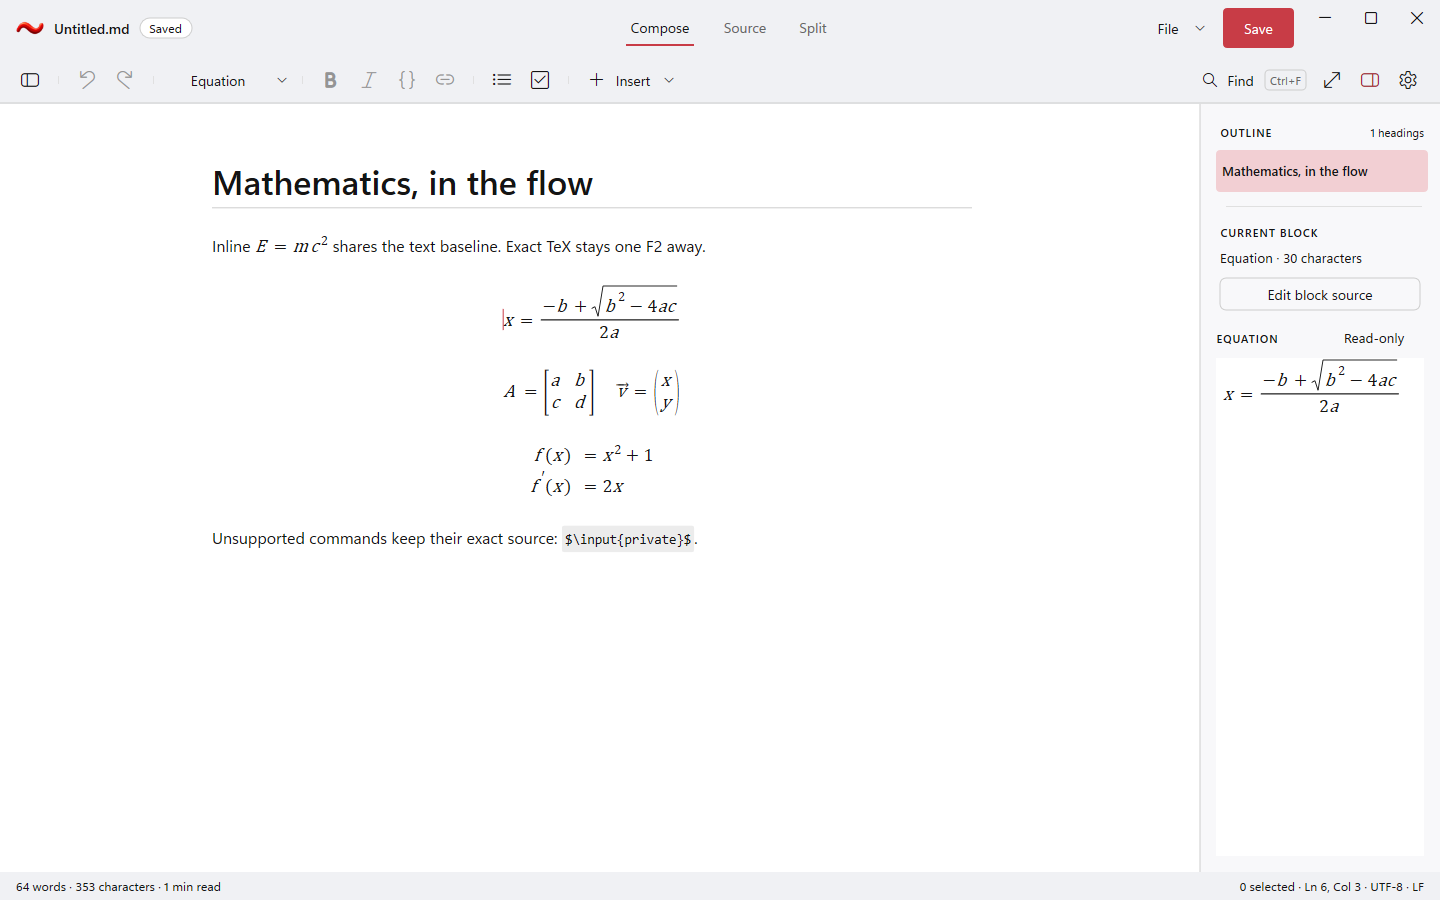 Untitled.md Saved Compose Source Split File Save
Equation B I {} Insert Find Ctrl+F
Mathematics, in the flow
Inline E = mc² shares the text baseline. Exact TeX stays one F2 away.
x = (−b + √(b² − 4ac)) / 2a
A = [a b; c d] v⃗ = (x; y)
f(x) = x² + 1
f′(x) = 2x
Unsupported commands keep their exact source: $\input{private}$.
OUTLINE 1 headings
Mathematics, in the flow
CURRENT BLOCK
Equation · 30 characters
Edit block source
EQUATION Read-only
x = (−b + √(b² − 4ac)) / 2a
64 words · 353 characters · 1 min read
0 selected · Ln 6, Col 3 · UTF-8 · LF